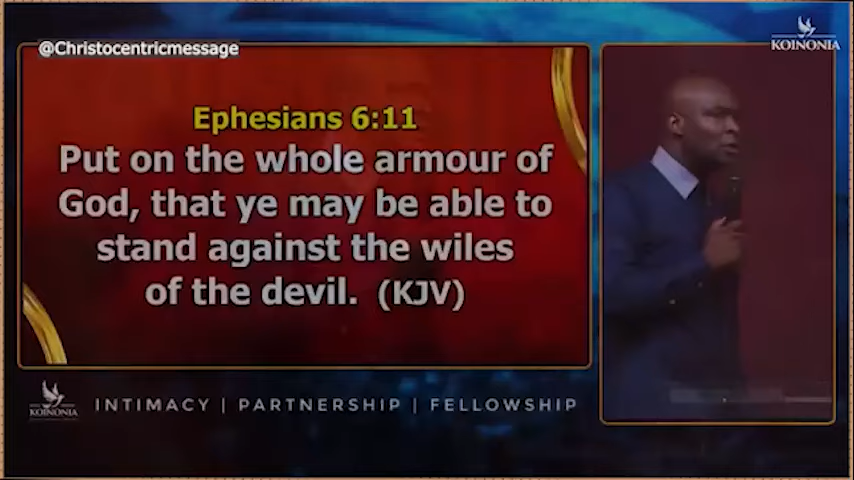 @Christocentricmessage
KOINONIA
Ephesians 6:11
Put on the whole armour of
God, that ye may be able to
stand against the wiles
of the devil. (KJV)
KOINONIA
INTIMACY | PARTNERSHIP | FELLOWSHIP